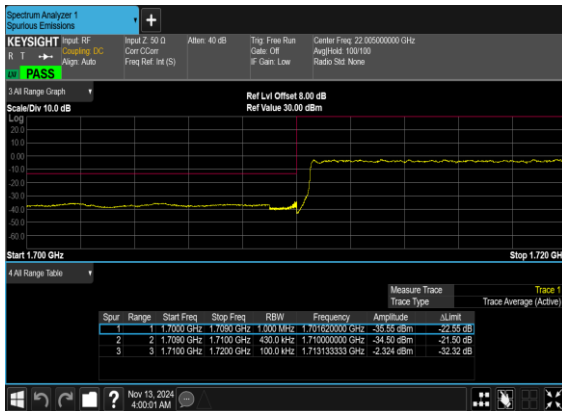 Spectrum Analyzer 1
Spurious Emissions
KEYSIGHT Input: RF Input Z: 50 Ω Atten: 40 dB Trig: Free Run Center Freq: 22.005000000 GHz
R T Coupling: DC Corr CCorr Gate: Off Avg|Hold: 100/100
Align: Auto Freq Ref: Int (S) IF Gain: Low Radio Std: None
PASS
3 All Range Graph
Ref Lvl Offset 8.00 dB
Scale/Div 10.0 dB Ref Value 30.00 dBm
Log
20.0
10.0
0.00
-10.0
-20.0
-30.0
-40.0
-50.0
-60.0
Start 1.700 GHz Stop 1.720 GH
4 All Range Table
Measure Trace Trace 1
Trace Type Trace Average (Active)
Spur Range Start Freq Stop Freq RBW Frequency Amplitude ΔLimit
1 1 1.7000 GHz 1.7090 GHz 1.000 MHz 1.701620000 GHz -35.55 dBm -22.55 dB
2 2 1.7090 GHz 1.7100 GHz 430.0 kHz 1.710000000 GHz -34.50 dBm -21.50 dB
3 3 1.7100 GHz 1.7200 GHz 100.0 kHz 1.713133333 GHz -2.324 dBm -32.32 dB
Nov 13, 2024
4:00:01 AM